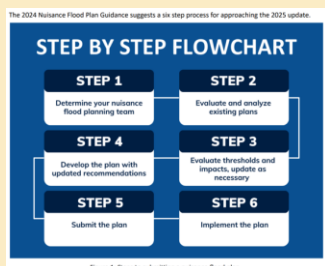 The 2024 Nuisance Flood Plan Guidance suggests a six step process for approaching the 2025 update.
STEP BY STEP FLOWCHART
STEP 1
Determine your nuisance
flood planning team
STEP 2
Evaluate and analyze
existing plans
STEP 4
Develop the plan with
updated recommendations
STEP 3
Evaluate thresholds and
impacts, update as
necessary
STEP 5
Submit the plan
STEP 6
Implement the plan